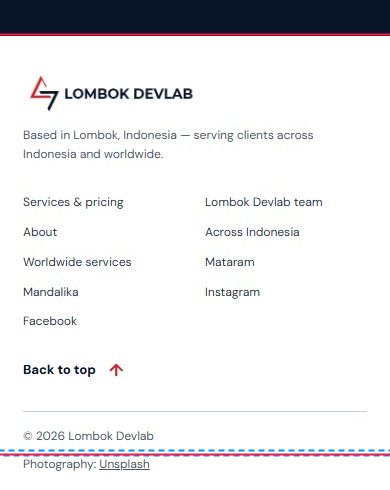 LOMBOK DEVLAB
Based in Lombok, Indonesia — serving clients across
Indonesia and worldwide.
Services & pricing
Lombok Devlab team
About
Across Indonesia
Worldwide services
Mataram
Mandalika
Instagram
Facebook
Back to top
© 2026 Lombok Devlab
Photography: Unsplash